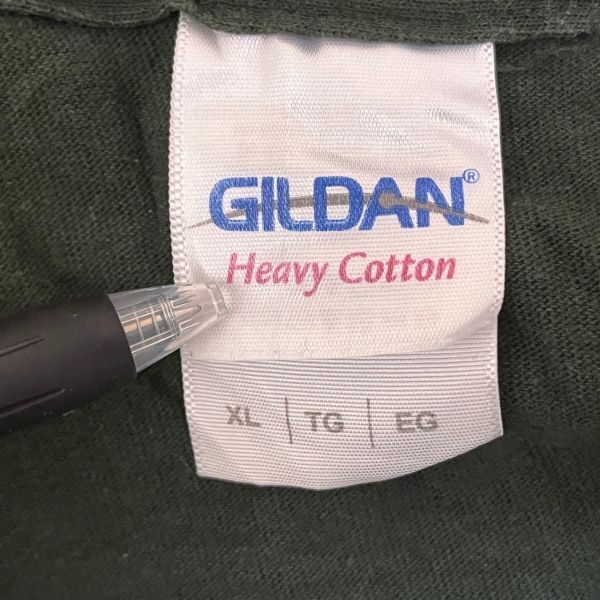 GILDAN®
Heavy Cotton
XL | TG | EG